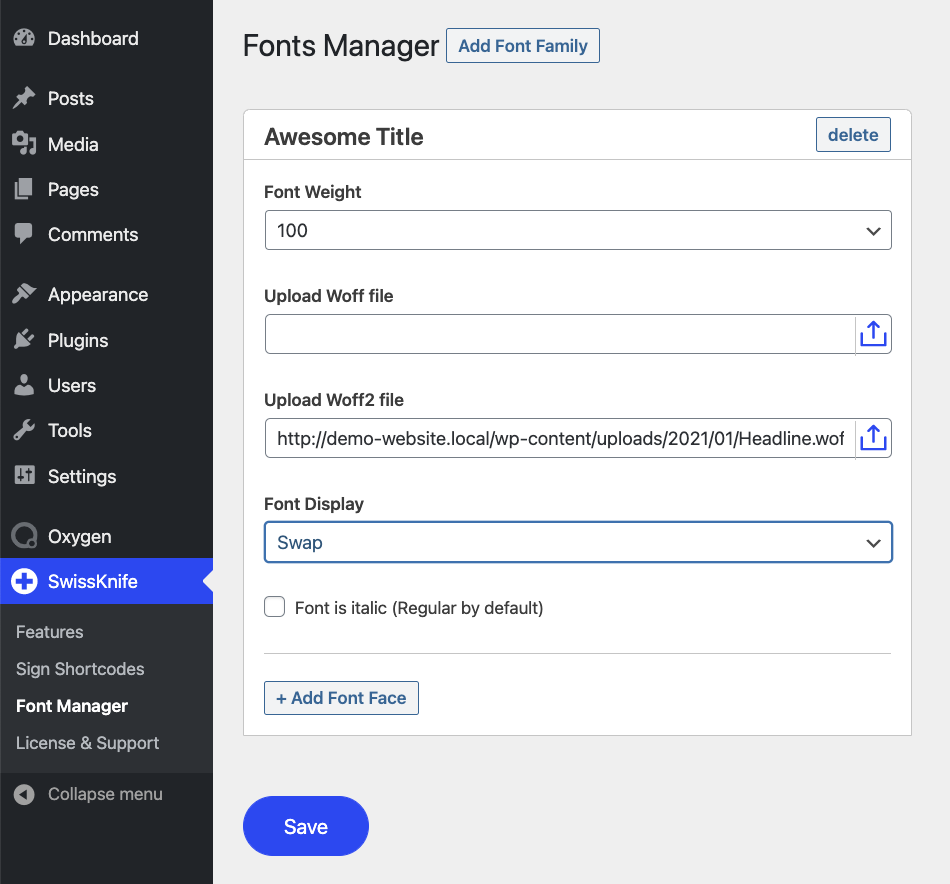 Dashboard
Posts
Media
Pages
Comments
Appearance
Plugins
Users
Tools
Settings
Oxygen
SwissKnife
Features
Sign Shortcodes
Font Manager
License & Support
Collapse menu
Fonts Manager Add Font Family
Awesome Title delete
Font Weight
100
Upload Woff file
Upload Woff2 file
http://demo-website.local/wp-content/uploads/2021/01/Headline.wof
Font Display
Swap
Font is italic (Regular by default)
+ Add Font Face
Save